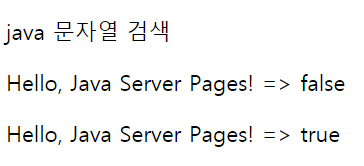 java 문자열 검색
Hello, Java Server Pages! => false
Hello, Java Server Pages! => true